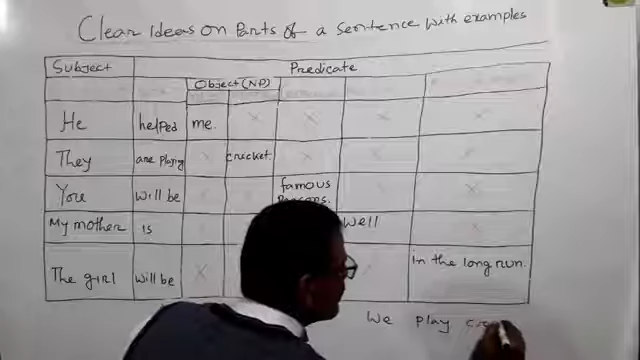 Clear Ideas on Parts of a Sentence with examples
Subject Predicate
Object (NP)
He helped me. x x x x
They are playing x cricket. x x x
You will be x x famous persons. x x
My mother is x well x
The girl will be x x in the long run.
We play